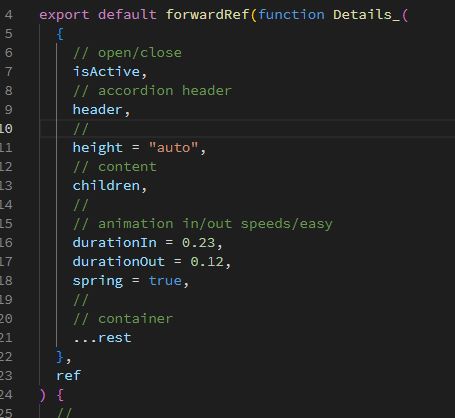 4 export default forwardRef(function Details_(
5 {
6 // open/close
7 isActive,
8 // accordion header
9 header,
10 //
11 height = "auto",
12 // content
13 children,
14 //
15 // animation in/out speeds/easy
16 durationIn = 0.23,
17 durationOut = 0.12,
18 spring = true,
19 //
20 // container
21 ...rest
22 },
23 ref
24 ) {
25 //